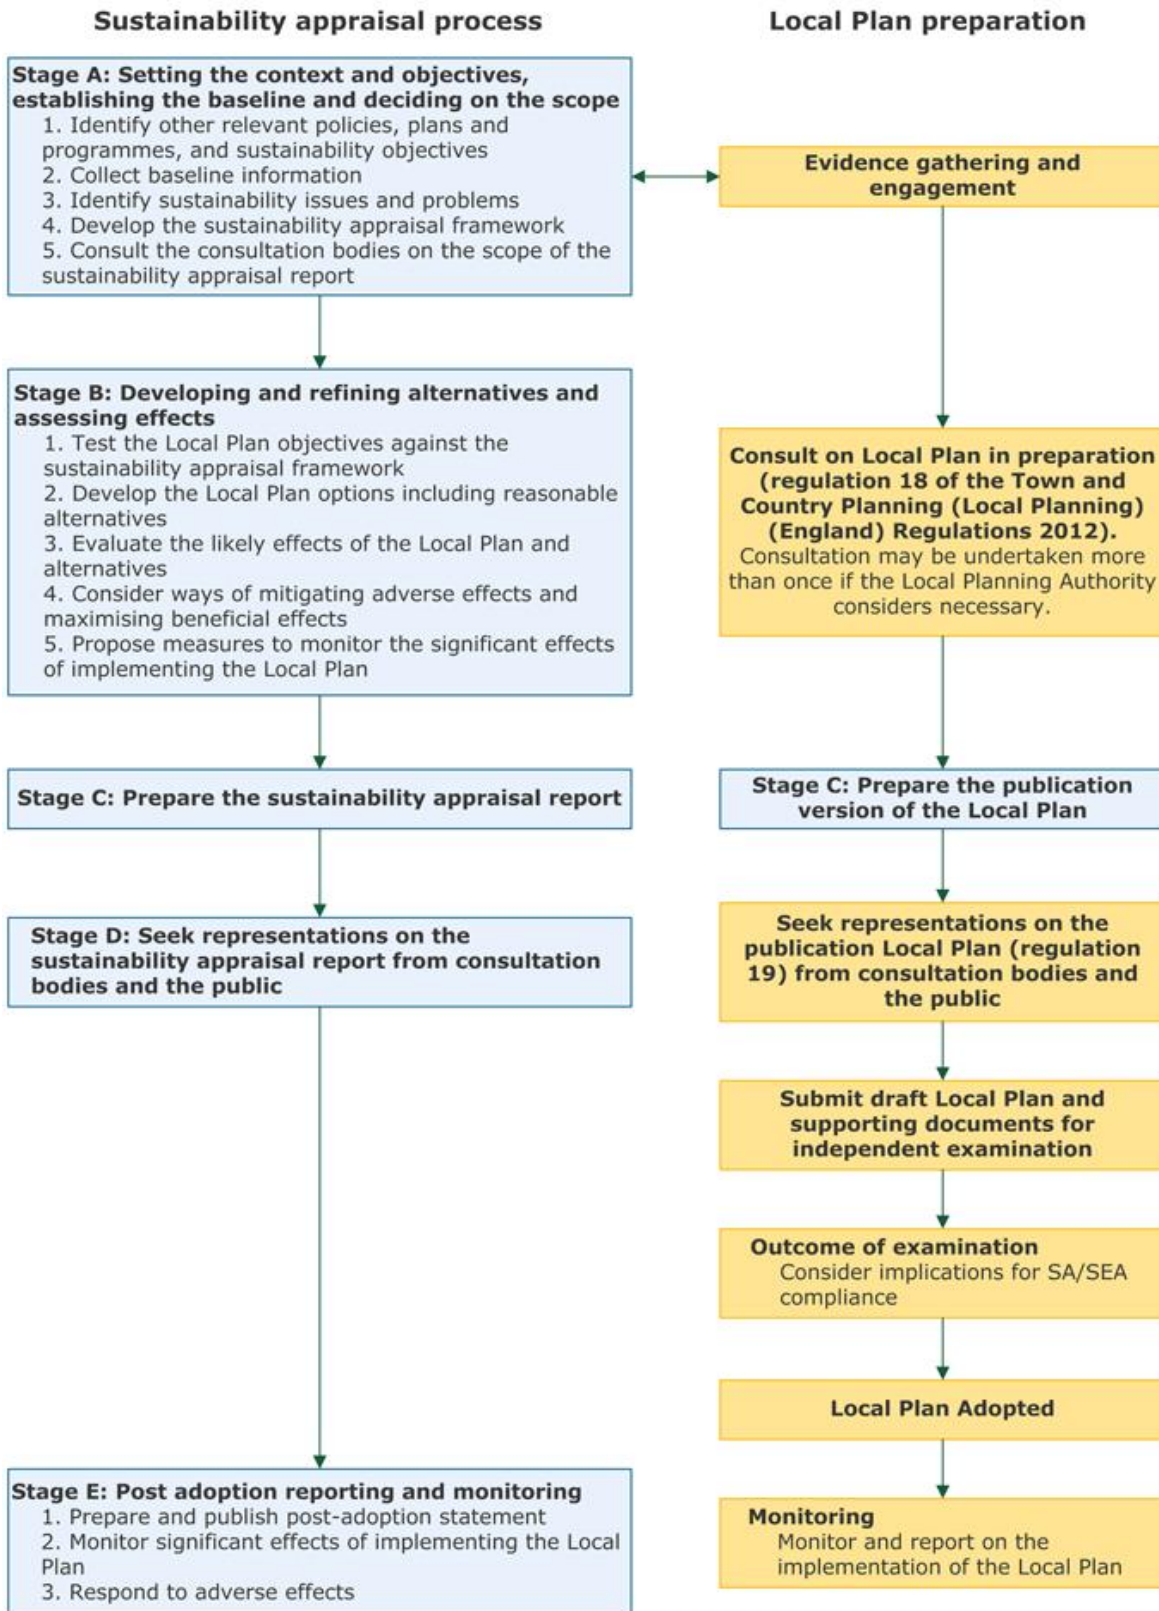 Sustainability appraisal process
Local Plan preparation
Stage A: Setting the context and objectives,
establishing the baseline and deciding on the scope
1. Identify other relevant policies, plans and
programmes, and sustainability objectives
2. Collect baseline information
3. Identify sustainability issues and problems
4. Develop the sustainability appraisal framework
5. Consult the consultation bodies on the scope of the
sustainability appraisal report
Evidence gathering and
engagement
Stage B: Developing and refining alternatives and
assessing effects
1. Test the Local Plan objectives against the
sustainability appraisal framework
2. Develop the Local Plan options including reasonable
alternatives
3. Evaluate the likely effects of the Local Plan and
alternatives
4. Consider ways of mitigating adverse effects and
maximising beneficial effects
5. Propose measures to monitor the significant effects
of implementing the Local Plan
Consult on Local Plan in preparation
(regulation 18 of the Town and
Country Planning (Local Planning)
(England) Regulations 2012).
Consultation may be undertaken more
than once if the Local Planning Authority
considers necessary.
Stage C: Prepare the sustainability appraisal report
Stage C: Prepare the publication
version of the Local Plan
Stage D: Seek representations on the
sustainability appraisal report from consultation
bodies and the public
Seek representations on the
publication Local Plan (regulation
19) from consultation bodies and
the public
Submit draft Local Plan and
supporting documents for
independent examination
Outcome of examination
Consider implications for SA/SEA
compliance
Local Plan Adopted
Stage E: Post adoption reporting and monitoring
1. Prepare and publish post-adoption statement
2. Monitor significant effects of implementing the Local
Plan
3. Respond to adverse effects
Monitoring
Monitor and report on the
implementation of the Local Plan